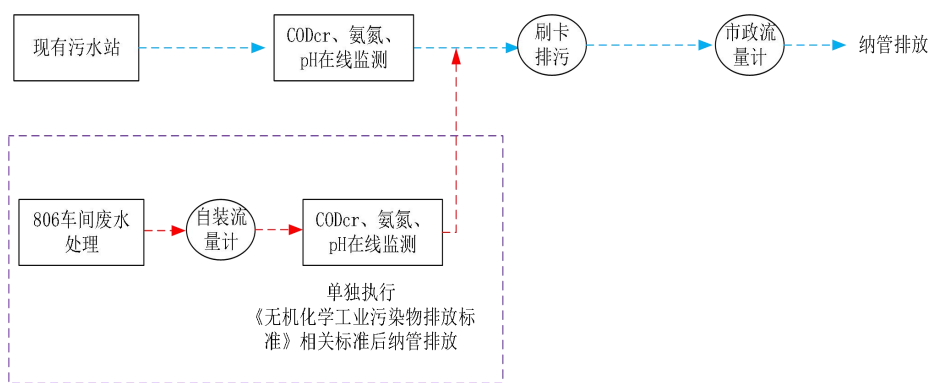 现有污水站
CODcr、氨氮、
pH在线监测
刷卡
排污
市政流
量计
纳管排放
806车间废水
处理
自装流
量计
CODcr、氨氮、
pH在线监测
单独执行
《无机化学工业污染物排放标
准》相关标准后纳管排放